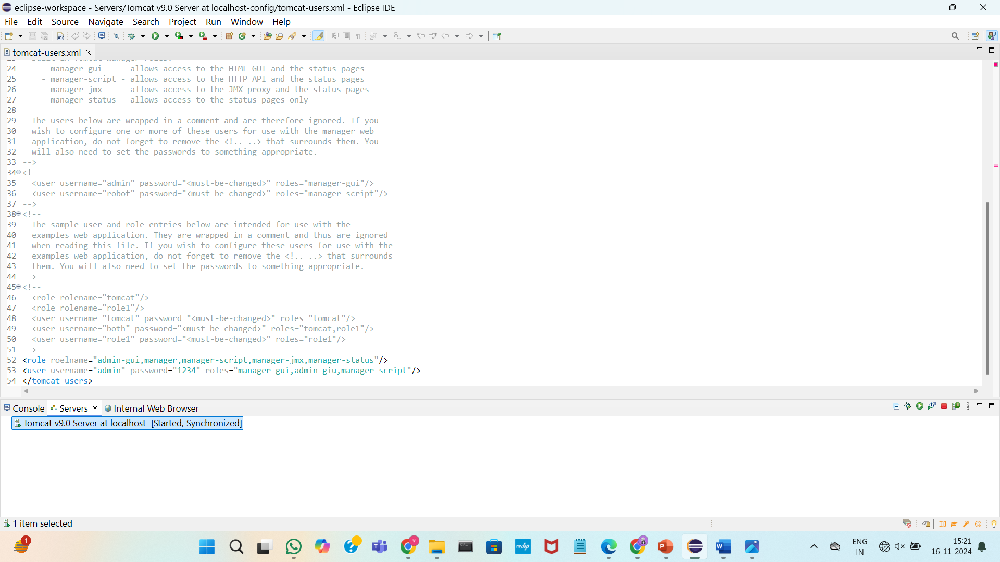 eclipse-workspace - Servers/Tomcat v9.0 Server at localhost-config/tomcat-users.xml - Eclipse IDE
File Edit Source Navigate Search Project Run Window Help
tomcat-users.xml
24 - manager-gui - allows access to the HTML GUI and the status pages
25 - manager-script - allows access to the HTTP API and the status pages
26 - manager-jmx - allows access to the JMX proxy and the status pages
27 - manager-status - allows access to the status pages only
28
29 The users below are wrapped in a comment and are therefore ignored. If you
30 wish to configure one or more of these users for use with the manager web
31 application, do not forget to remove the <!.. ..> that surrounds them. You
32 will also need to set the passwords to something appropriate.
33 -->
34 <!--
35 <user username="admin" password="<must-be-changed>" roles="manager-gui"/>
36 <user username="robot" password="<must-be-changed>" roles="manager-script"/>
37 -->
38 <!--
39 The sample user and role entries below are intended for use with the
40 examples web application. They are wrapped in a comment and thus are ignored
41 when reading this file. If you wish to configure these users for use with the
42 examples web application, do not forget to remove the <!.. ..> that surrounds
43 them. You will also need to set the passwords to something appropriate.
44 -->
45 <!--
46 <role rolename="tomcat"/>
47 <role rolename="role1"/>
48 <user username="tomcat" password="<must-be-changed>" roles="tomcat"/>
49 <user username="both" password="<must-be-changed>" roles="tomcat,role1"/>
50 <user username="role1" password="<must-be-changed>" roles="role1"/>
51 -->
52 <role roelname="admin-gui,manager,manager-script,manager-jmx,manager-status"/>
53 <user username="admin" password="1234" roles="manager-gui,admin-giu,manager-script"/>
54 </tomcat-users>
Console Servers Internal Web Browser
Tomcat v9.0 Server at localhost [Started, Synchronized]
1 item selected
1
myhp
ENG
IN
15:21
16-11-2024